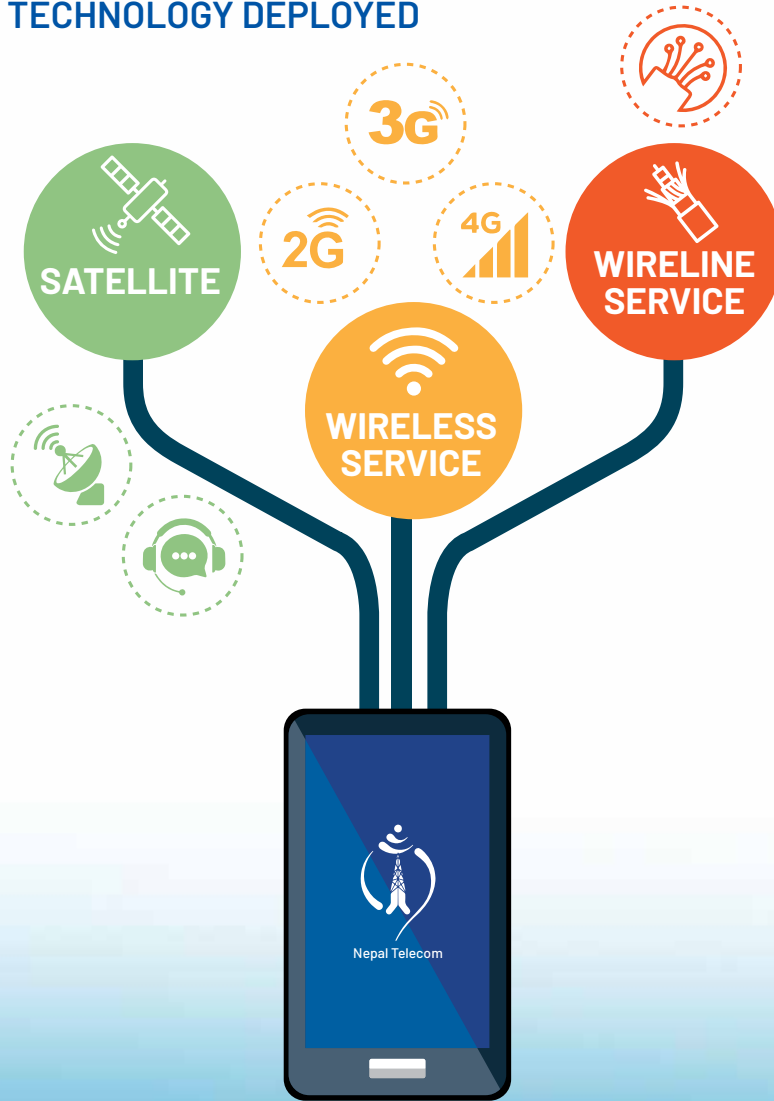 TECHNOLOGY DEPLOYED
3G
2G
4G
SATELLITE
WIRELINE
SERVICE
WIRELESS
SERVICE
Nepal Telecom